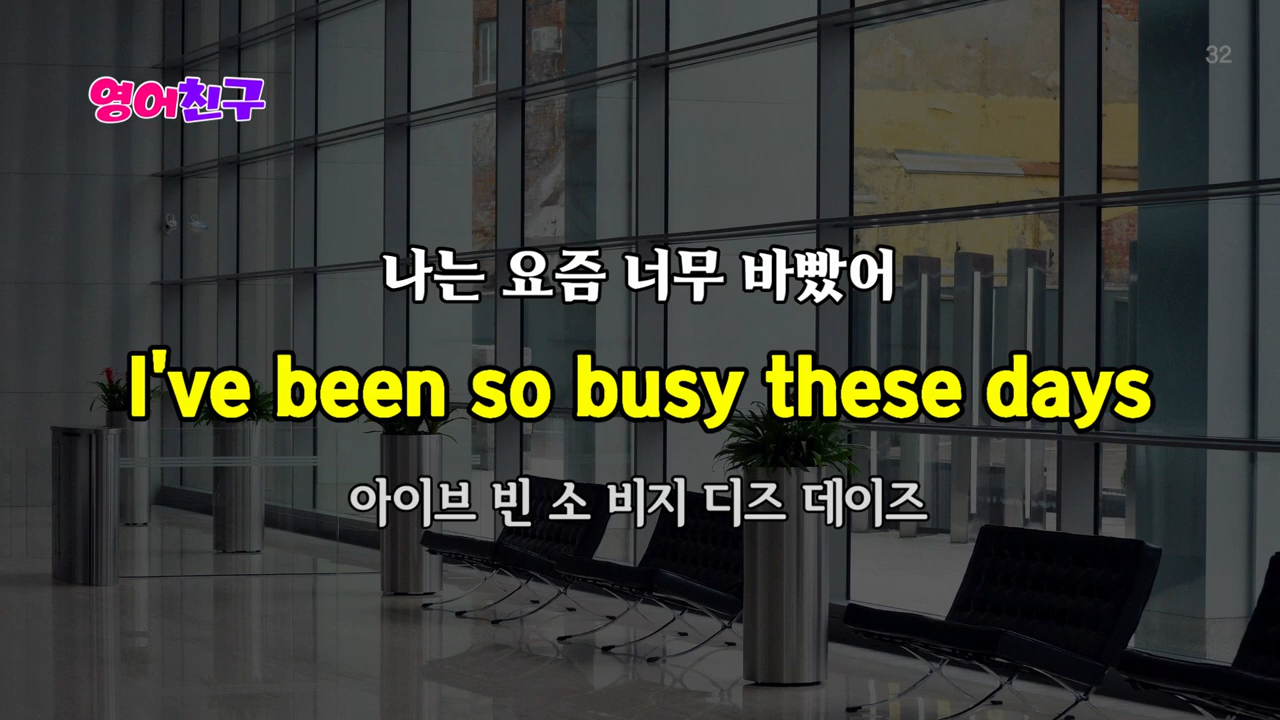 32
영어친구
나는 요즘 너무 바빴어
I've been so busy these days
아이브 빈 소 비지 디즈 데이즈